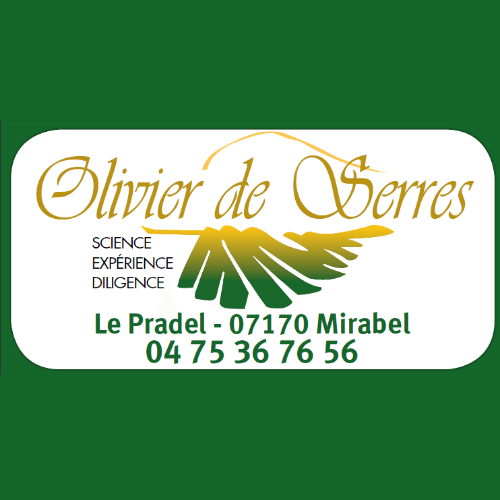 Olivier de Serres
SCIENCE
EXPÉRIENCE
DILIGENCE
Le Pradel - 07170 Mirabel
04 75 36 76 56